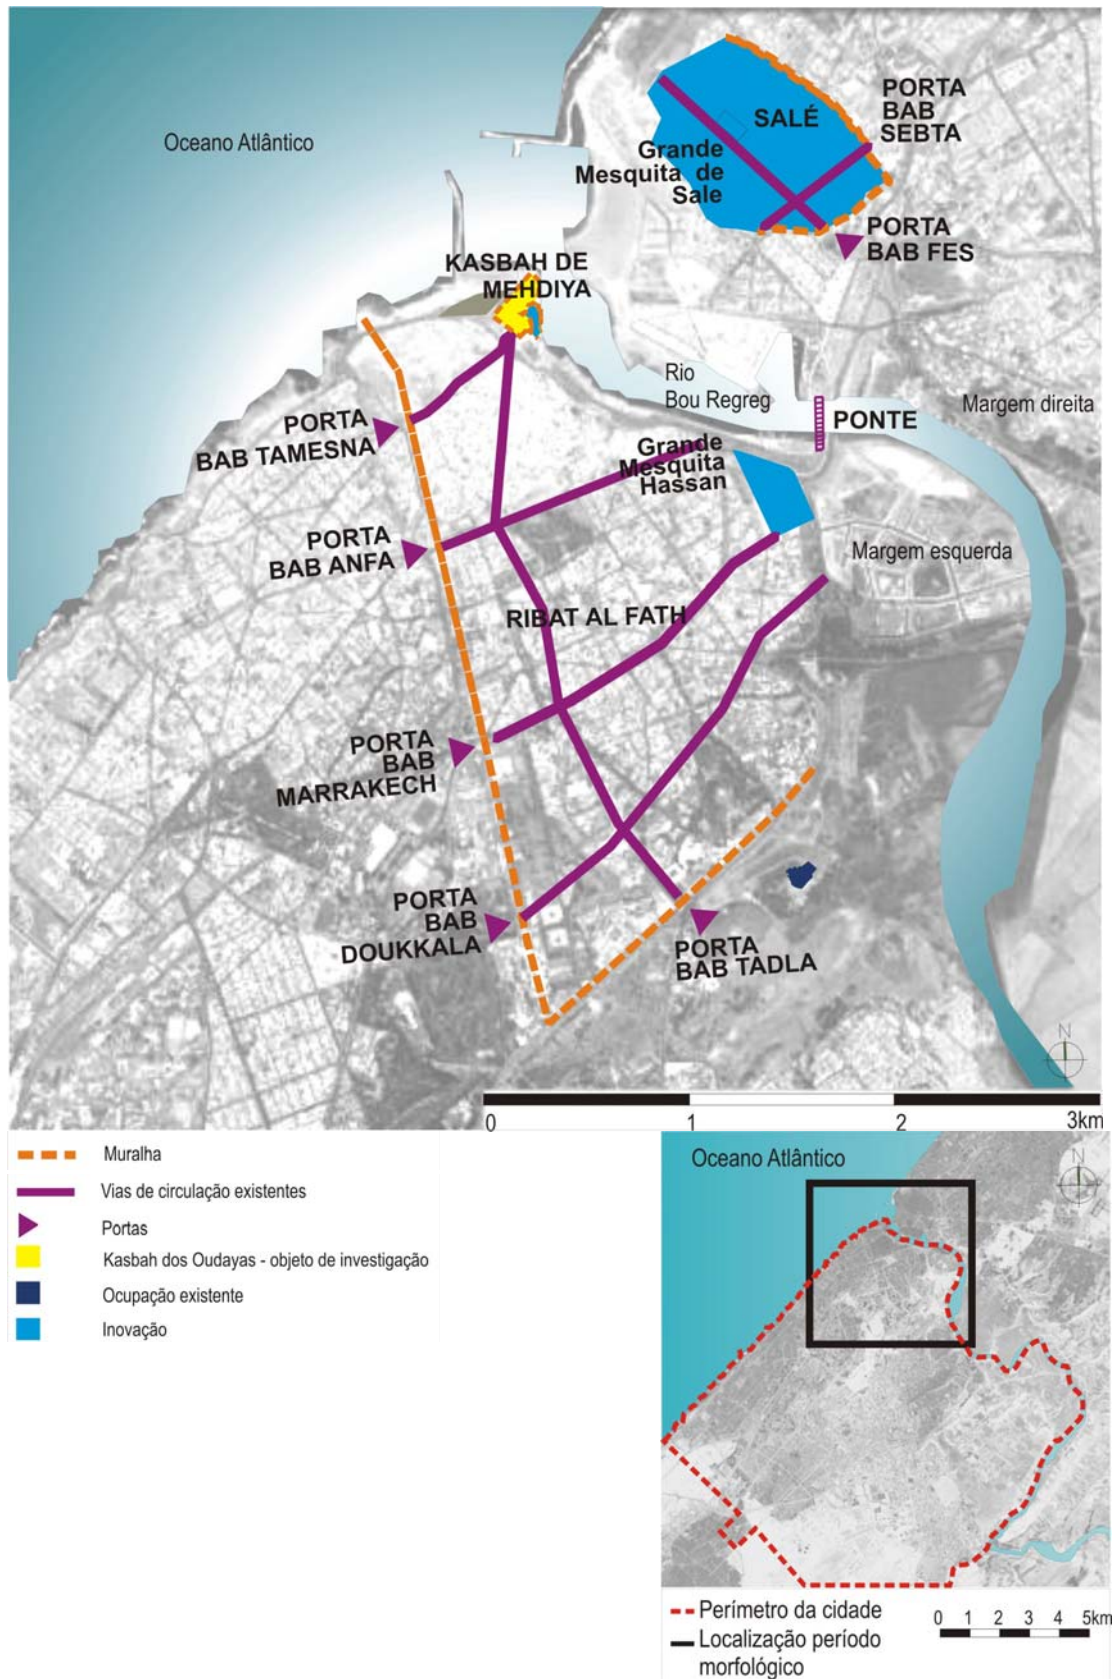 Oceano Atlântico
SALÉ
PORTA
BAB
SEBTA
Grande
Mesquita de
Sale
PORTA
BAB FES
KASBAH DE
MEHDIYA
Rio
Bou Regreg
Margem direita
PONTE
PORTA
BAB TAMESNA
Grande
Mesquita
Hassan
PORTA
BAB ANFA
Margem esquerda
RIBAT AL FATH
PORTA
BAB
MARRAKECH
PORTA
BAB
DOUKKALA
PORTA
BAB TADLA
N
0 1 2 3km
Muralha
Vias de circulação existentes
Portas
Kasbah dos Oudayas - objeto de investigação
Ocupação existente
Inovação
Oceano Atlântico
N
Perímetro da cidade
Localização período
morfológico
0 1 2 3 4 5km